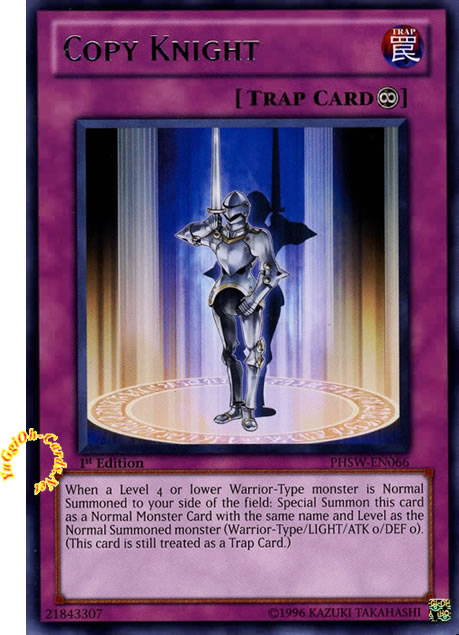 COPY KNIGHT
TRAP
罠
[ TRAP CARD ]
1st Edition
PHSW-EN066
YuGgiOh-Cards.Net
When a Level 4 or lower Warrior-Type monster is Normal
Summoned to your side of the field: Special Summon this card
as a Normal Monster Card with the same name and Level as the
Normal Summoned monster (Warrior-Type/LIGHT/ATK 0/DEF 0).
(This card is still treated as a Trap Card.)
21843307
©1996 KAZUKI TAKAHASHI